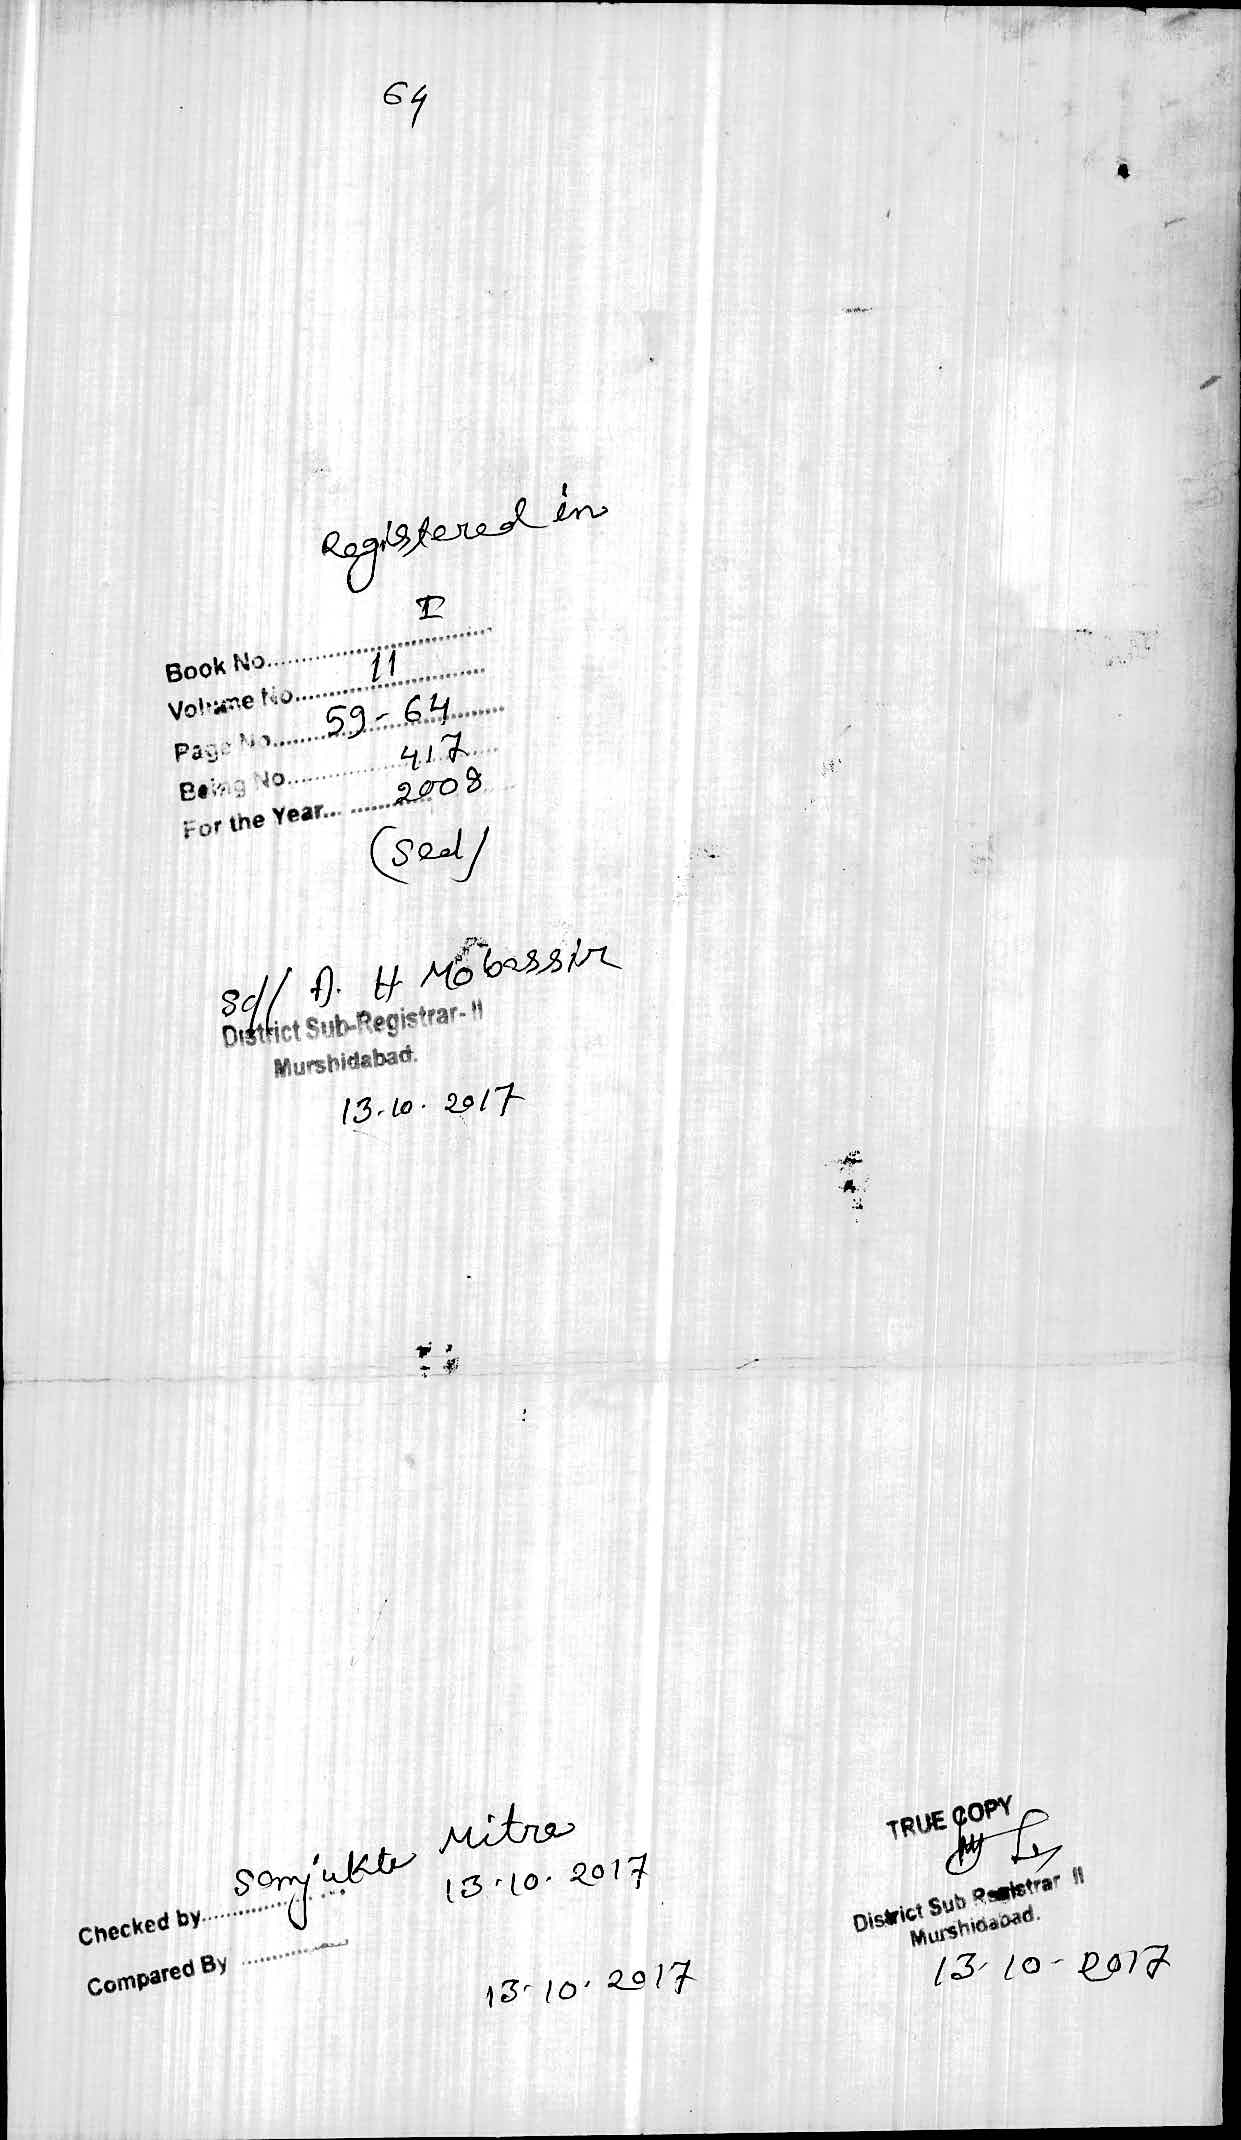 64
Registered in
Book No.................. I
Volume No.................. 11
Page No.................. 59-64
Being No.................. 417
For the Year.................. 2008
(Sed/
Sd/ A. H Mobassir
District Sub-Registrar-II
Murshidabad.
13.10.2017
Checked by.................. Sanjukta Mitra
13.10.2017
Compared By ..................
13.10.2017
TRUE COPY
District Sub Registrar II
Murshidabad.
13-10-2017